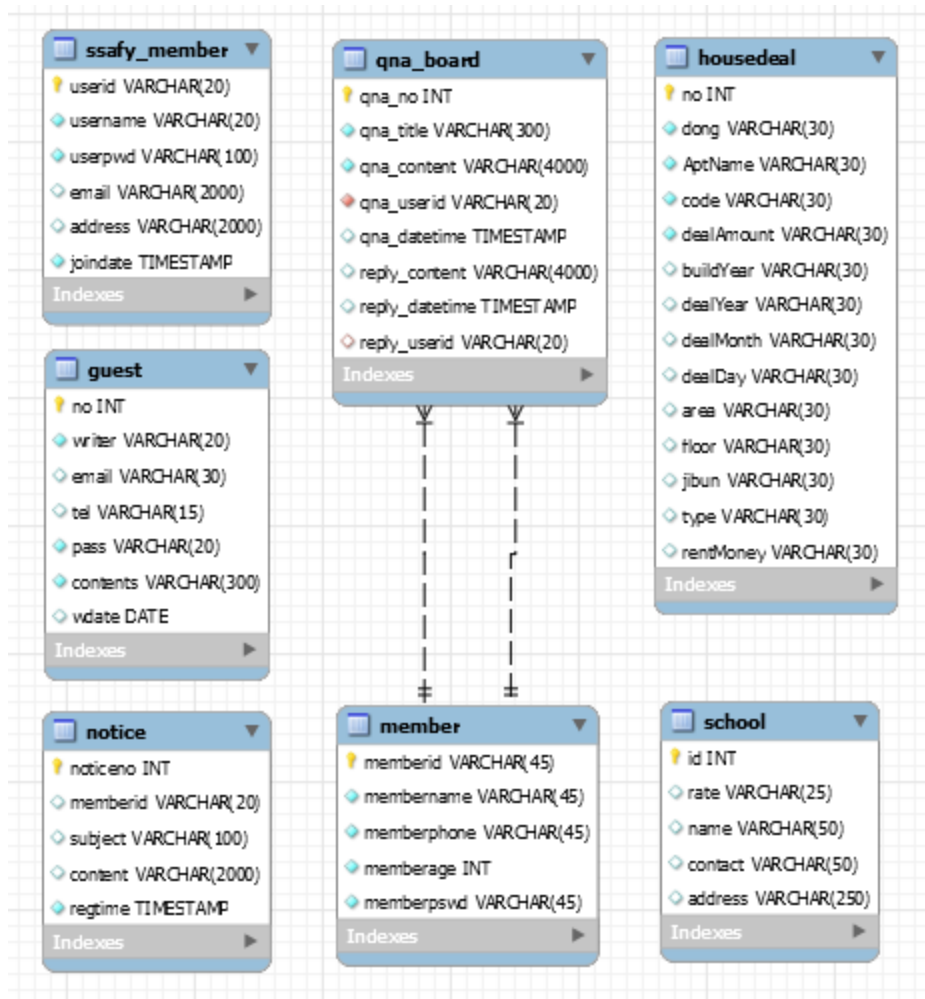 ssafy_member
userid VARCHAR(20)
username VARCHAR(20)
userpwd VARCHAR(100)
email VARCHAR(2000)
address VARCHAR(2000)
joindate TIMESTAMP
Indexes
guest
no INT
writer VARCHAR(20)
email VARCHAR(30)
tel VARCHAR(15)
pass VARCHAR(20)
contents VARCHAR(300)
wdate DATE
Indexes
notice
noticeno INT
memberid VARCHAR(20)
subject VARCHAR(100)
content VARCHAR(2000)
regtime TIMESTAMP
Indexes
qna_board
qna_no INT
qna_title VARCHAR(300)
qna_content VARCHAR(4000)
qna_userid VARCHAR(20)
qna_datetime TIMESTAMP
reply_content VARCHAR(4000)
reply_datetime TIMESTAMP
reply_userid VARCHAR(20)
Indexes
member
memberid VARCHAR(45)
membername VARCHAR(45)
memberphone VARCHAR(45)
memberage INT
memberpswd VARCHAR(45)
Indexes
housedeal
no INT
dong VARCHAR(30)
AptName VARCHAR(30)
code VARCHAR(30)
dealAmount VARCHAR(30)
buildYear VARCHAR(30)
dealYear VARCHAR(30)
dealMonth VARCHAR(30)
dealDay VARCHAR(30)
area VARCHAR(30)
floor VARCHAR(30)
jibun VARCHAR(30)
type VARCHAR(30)
rentMoney VARCHAR(30)
Indexes
school
id INT
rate VARCHAR(25)
name VARCHAR(50)
contact VARCHAR(50)
address VARCHAR(250)
Indexes